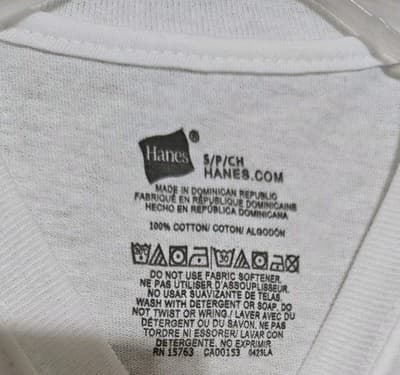 Hanes ®
S/P/CH
HANES.COM
MADE IN DOMINICAN REPUBLIC
FABRIQUÉ EN RÉPUBLIQUE DOMINICAINE
HECHO EN REPÚBLICA DOMINICANA
100% COTTON/ COTON/ ALGODÓN
DO NOT USE FABRIC SOFTENER.
NE PAS UTILISER D'ASSOUPLISSEUR.
NO USAR SUAVIZANTE DE TELAS.
WASH WITH DETERGENT OR SOAP. DO
NOT TWIST OR WRING./ LAVER AVEC DU
DÉTERGENT OU DU SAVON. NE PAS
TORDRE NI ESSORER/ LAVAR CON
DETERGENTE. NO EXPRIMA
RN 15763 CA00153 0423LA